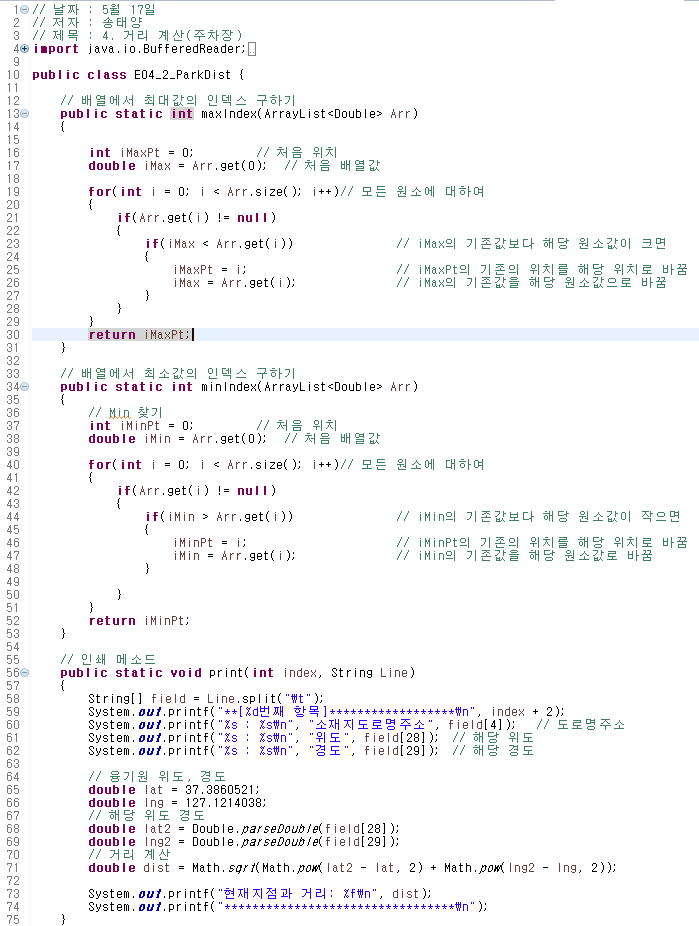 1 // 날짜 : 5월 17일
2 // 저자 : 송태양
3 // 제목 : 4. 거리 계산(주차장)
4 import java.io.BufferedReader;
9
10 public class E04_2_ParkDist {
11
12 // 배열에서 최대값의 인덱스 구하기
13 public static int maxIndex(ArrayList<Double> Arr)
14 {
15
16 int iMaxPt = 0; // 처음 위치
17 double iMax = Arr.get(0); // 처음 배열값
18
19 for(int i = 0; i < Arr.size(); i++)// 모든 원소에 대하여
20 {
21 if(Arr.get(i) != null)
22 {
23 if(iMax < Arr.get(i)) // iMax의 기존값보다 해당 원소값이 크면
24 {
25 iMaxPt = i; // iMaxPt의 기존의 위치를 해당 위치로 바꿈
26 iMax = Arr.get(i); // iMax의 기존값을 해당 원소값으로 바꿈
27 }
28 }
29 }
30 return iMaxPt;
31 }
32
33 // 배열에서 최소값의 인덱스 구하기
34 public static int minIndex(ArrayList<Double> Arr)
35 {
36 // Min 찾기
37 int iMinPt = 0; // 처음 위치
38 double iMin = Arr.get(0); // 처음 배열값
39
40 for(int i = 0; i < Arr.size(); i++)// 모든 원소에 대하여
41 {
42 if(Arr.get(i) != null)
43 {
44 if(iMin > Arr.get(i)) // iMin의 기존값보다 해당 원소값이 작으면
45 {
46 iMinPt = i; // iMinPt의 기존의 위치를 해당 위치로 바꿈
47 iMin = Arr.get(i); // iMin의 기존값을 해당 원소값로 바꿈
48 }
49
50 }
51 }
52 return iMinPt;
53 }
54
55 // 인쇄 메소드
56 public static void print(int index, String Line)
57 {
58 String[] field = Line.split("₩t");
59 System.out.printf("**[%d번째 항목]******************₩n", index + 2);
60 System.out.printf("%s : %s₩n", "소재지도로명주소", field[4]); // 도로명주소
61 System.out.printf("%s : %s₩n", "위도", field[28]); // 해당 위도
62 System.out.printf("%s : %s₩n", "경도", field[29]); // 해당 경도
63
64 // 융기원 위도, 경도
65 double lat = 37.3860521;
66 double lng = 127.1214038;
67 // 해당 위도 경도
68 double lat2 = Double.parseDouble(field[28]);
69 double lng2 = Double.parseDouble(field[29]);
70 // 거리 계산
71 double dist = Math.sqrt(Math.pow(lat2 - lat, 2) + Math.pow(lng2 - lng, 2));
72
73 System.out.printf("현재지점과 거리: %f₩n", dist);
74 System.out.printf("*********************************₩n");
75 }